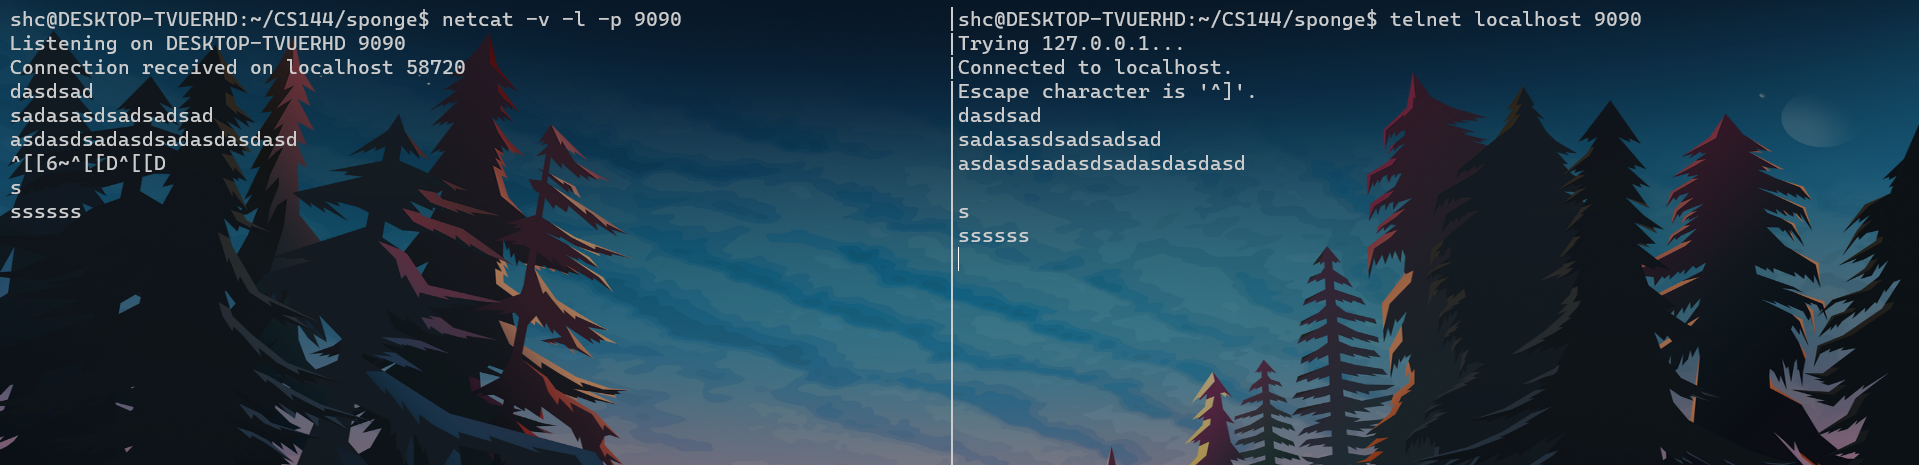 shc@DESKTOP-TVUERHD:~/CS144/sponge$ netcat -v -l -p 9090
Listening on DESKTOP-TVUERHD 9090
Connection received on localhost 58720
dasdsad
sadasasdsadsadsad
asdasdsadasdsadasdasdasd
^[[6~^[[D^[[D
s
ssssss
shc@DESKTOP-TVUERHD:~/CS144/sponge$ telnet localhost 9090
Trying 127.0.0.1...
Connected to localhost.
Escape character is '^]'.
dasdsad
sadasasdsadsadsad
asdasdsadasdsadasdasdasd
s
ssssss